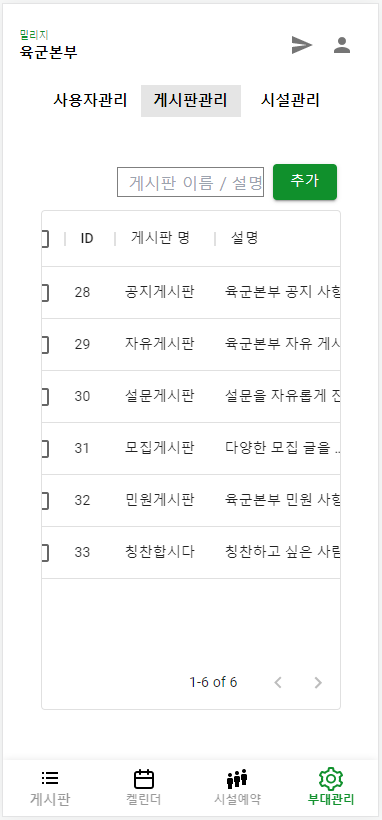 밀리지
육군본부
사용자관리 게시판관리 시설관리
게시판 이름 / 설명 추가
ID 게시판 명 설명
28 공지게시판 육군본부 공지 사항
29 자유게시판 육군본부 자유 게시
30 설문게시판 설문을 자유롭게 진
31 모집게시판 다양한 모집 글을 ..
32 민원게시판 육군본부 민원 사항
33 칭찬합시다 칭찬하고 싶은 사람
1-6 of 6
게시판 켈린더 시설예약 부대관리